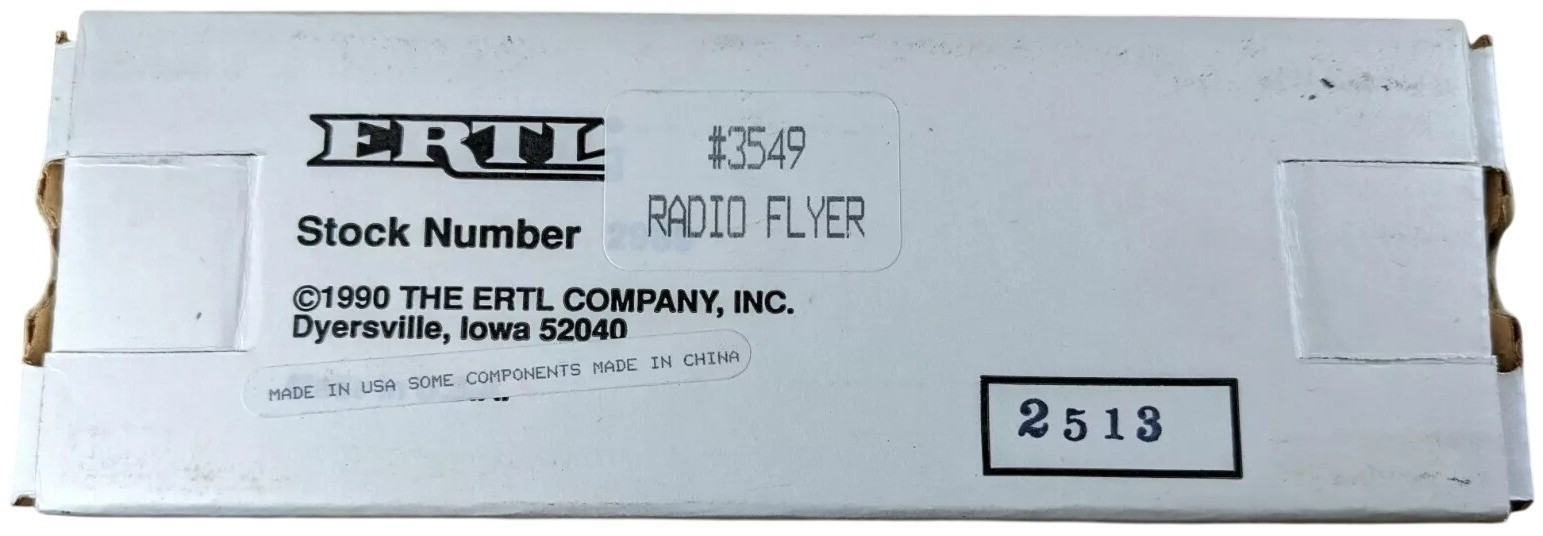 ERTL
#3549
RADIO FLYER
Stock Number
©1990 THE ERTL COMPANY, INC.
Dyersville, Iowa 52040
MADE IN USA SOME COMPONENTS MADE IN CHINA
2513